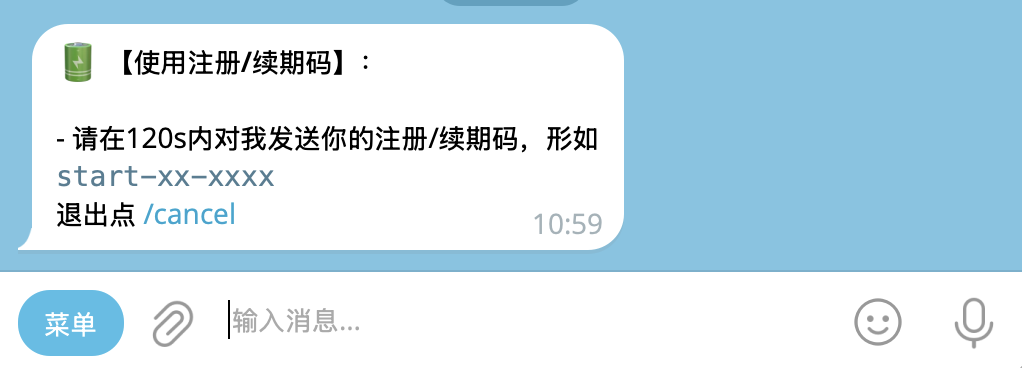 【使用注册/续期码】：
- 请在120s内对我发送你的注册/续期码，形如
start-xx-xxxx
退出点 /cancel
10:59
菜单
输入消息...